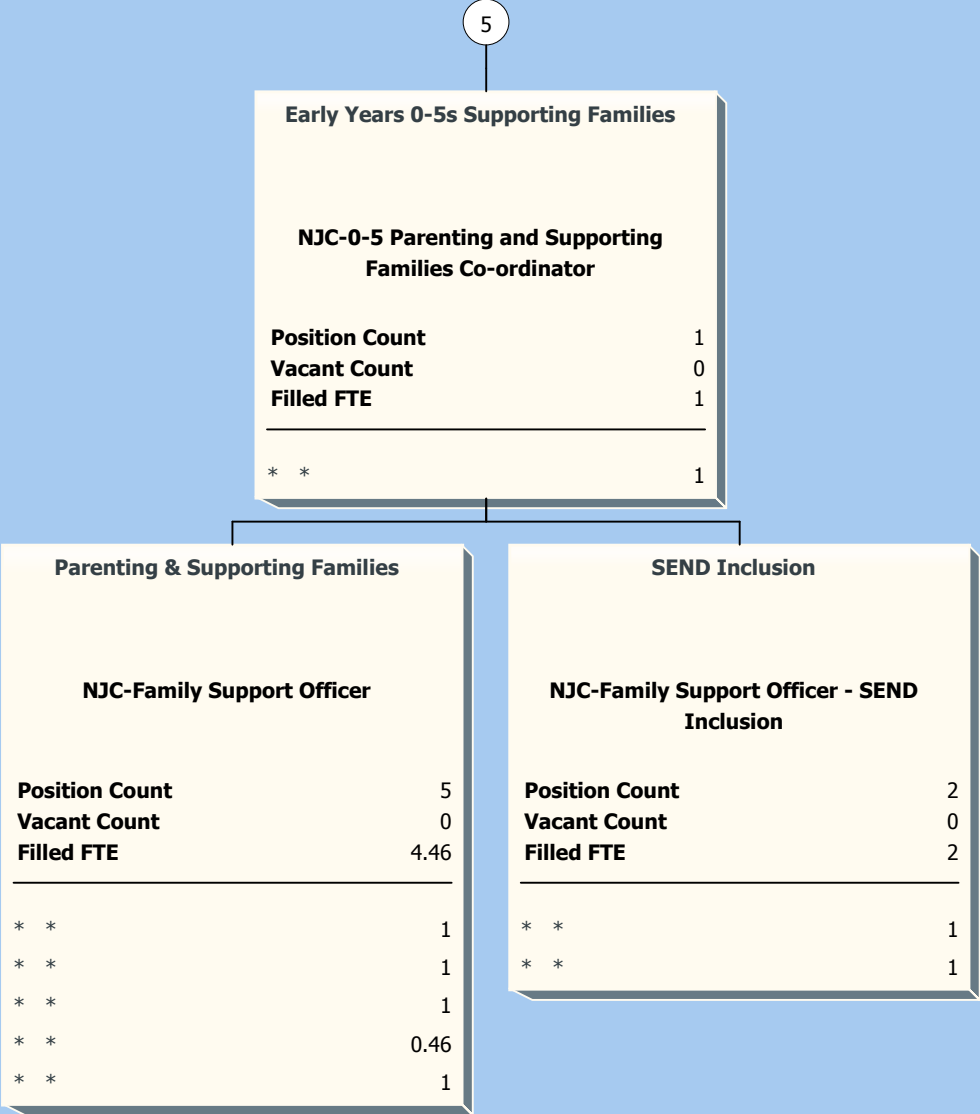 5
Early Years 0-5s Supporting Families
NJC-0-5 Parenting and Supporting
Families Co-ordinator
Position Count 1
Vacant Count 0
Filled FTE 1
* * 1
Parenting & Supporting Families
NJC-Family Support Officer
Position Count 5
Vacant Count 0
Filled FTE 4.46
* * 1
* * 1
* * 1
* * 0.46
* * 1
SEND Inclusion
NJC-Family Support Officer - SEND
Inclusion
Position Count 2
Vacant Count 0
Filled FTE 2
* * 1
* * 1